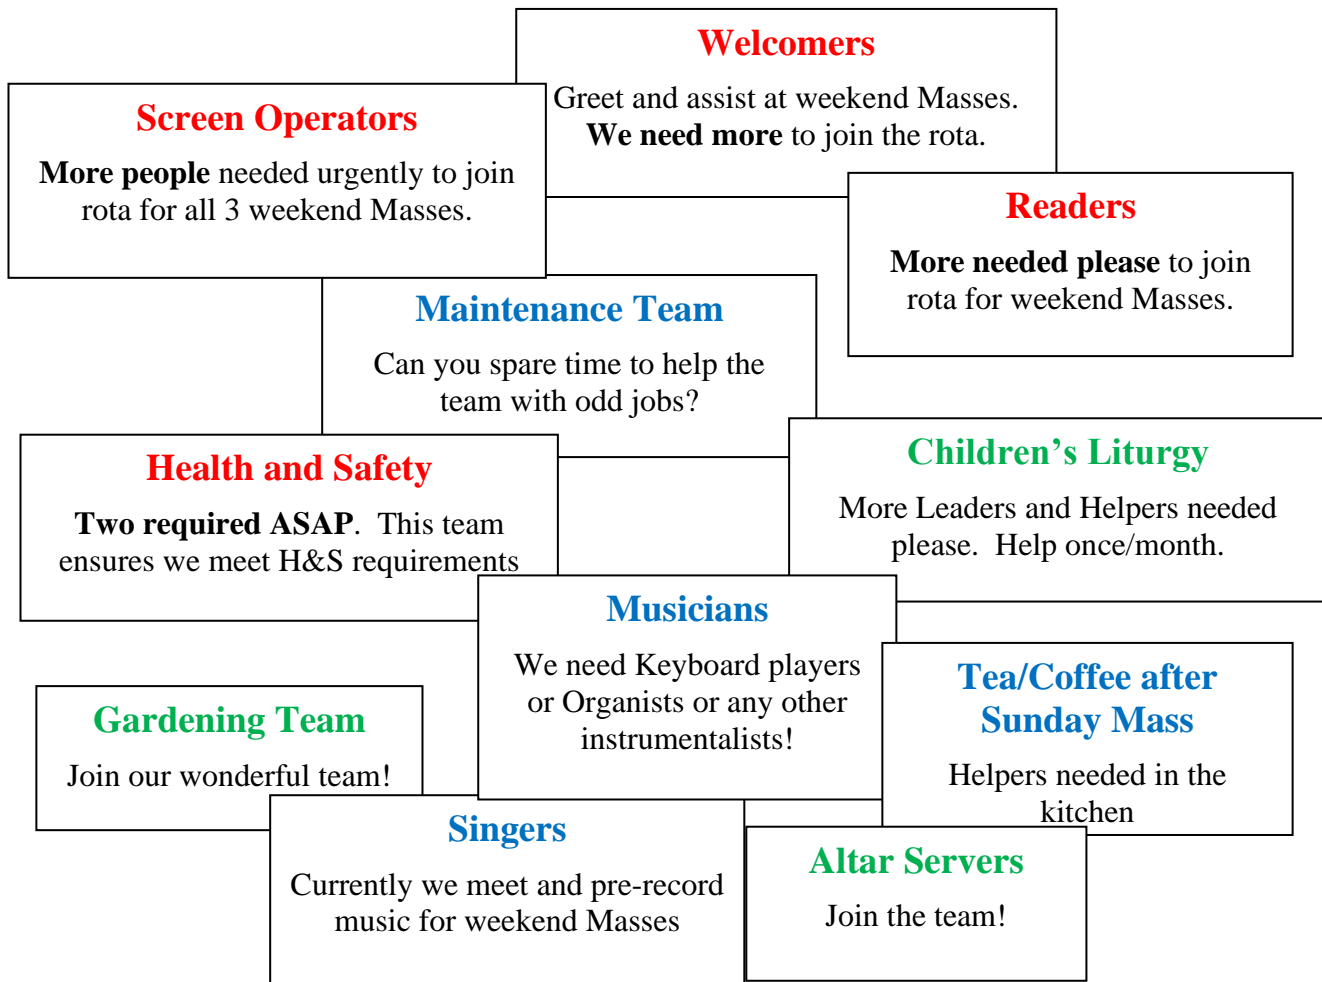 Welcomers
Greet and assist at weekend Masses.
We need more to join the rota.
Screen Operators
More people needed urgently to join
rota for all 3 weekend Masses.
Readers
More needed please to join
rota for weekend Masses.
Maintenance Team
Can you spare time to help the
team with odd jobs?
Children’s Liturgy
More Leaders and Helpers needed
please.  Help once/month.
Health and Safety
Two required ASAP.  This team
ensures we meet H&S requirements
Musicians
We need Keyboard players
or Organists or any other
instrumentalists!
Tea/Coffee after
Sunday Mass
Helpers needed in the
kitchen
Gardening Team
Join our wonderful team!
Singers
Currently we meet and pre-record
music for weekend Masses
Altar Servers
Join the team!